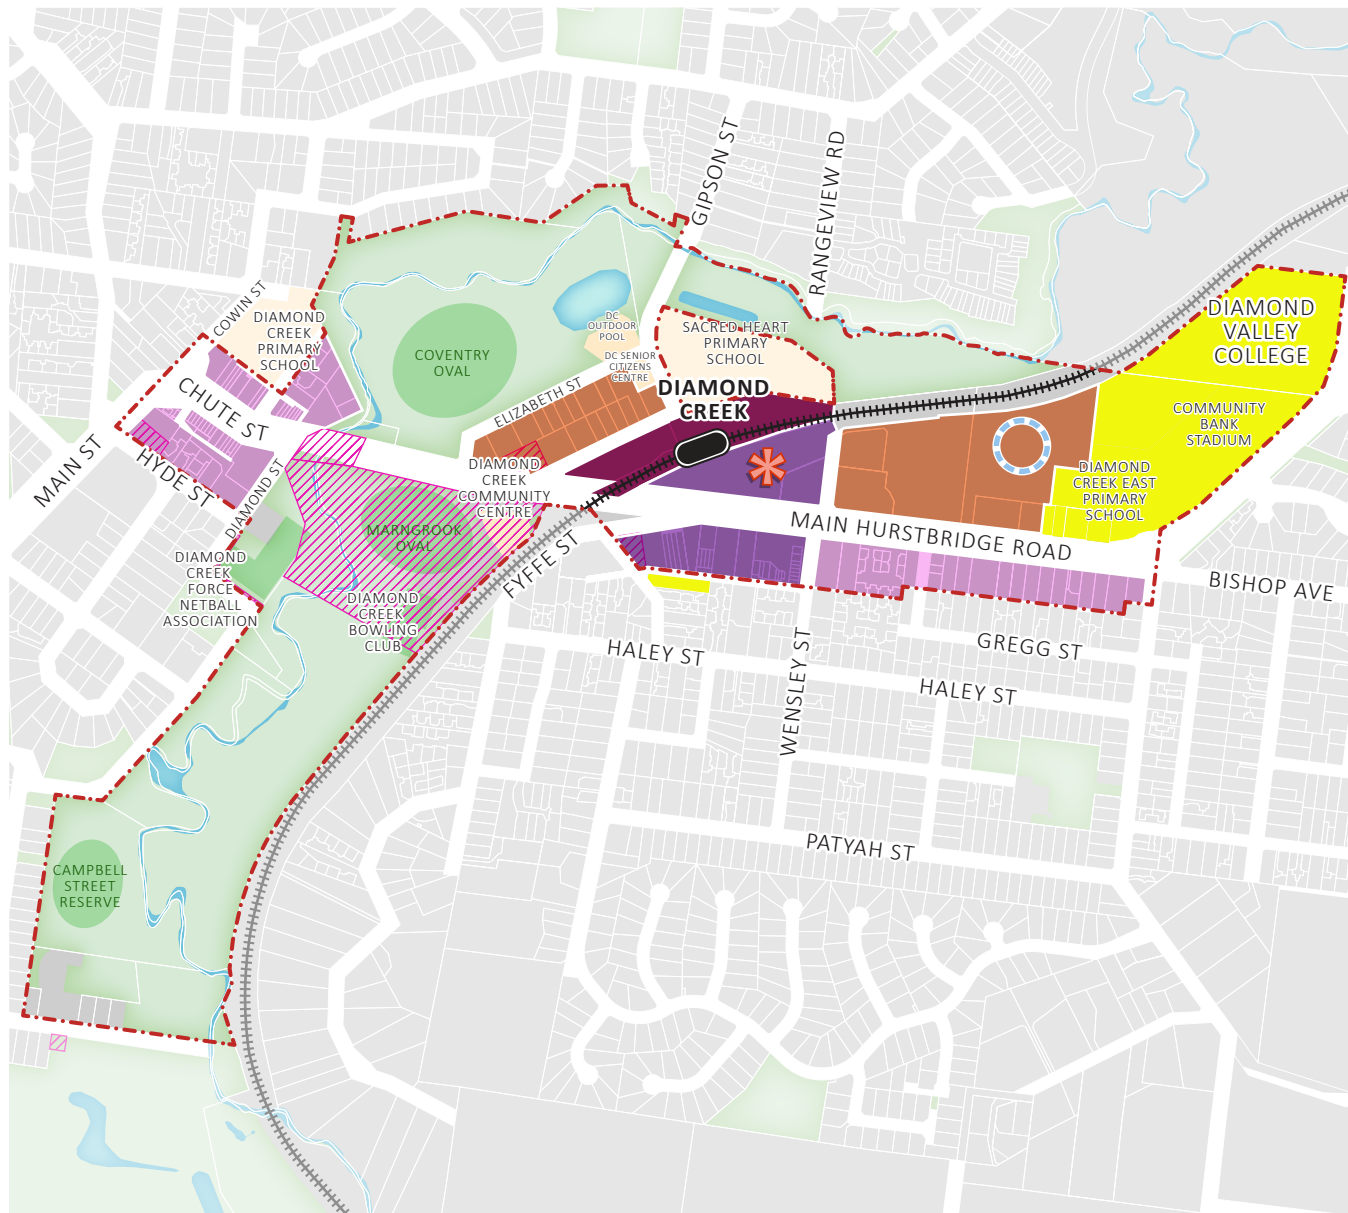 GIPSON ST
RANGEVIEW RD
COWIN ST
DIAMOND
CREEK
PRIMARY
SCHOOL
COVENTRY
OVAL
DC
OUTDOOR
POOL
DC SENIOR
CITIZENS
CENTRE
SACRED HEART
PRIMARY
SCHOOL
DIAMOND
CREEK
DIAMOND
VALLEY
COLLEGE
COMMUNITY
BANK
STADIUM
DIAMOND
CREEK EAST
PRIMARY
SCHOOL
ELIZABETH ST
CHUTE ST
MAIN ST
HYDE ST
DIAMOND ST
DIAMOND
CREEK
COMMUNITY
CENTRE
MARNGROOK
OVAL
MAIN HURSTBRIDGE ROAD
FYFFE ST
BISHOP AVE
DIAMOND
CREEK
FORCE
NETBALL
ASSOCIATION
DIAMOND
CREEK
BOWLING
CLUB
HALEY ST
WENSLEY ST
GREGG ST
HALEY ST
PATYAH ST
CAMPBELL
STREET
RESERVE